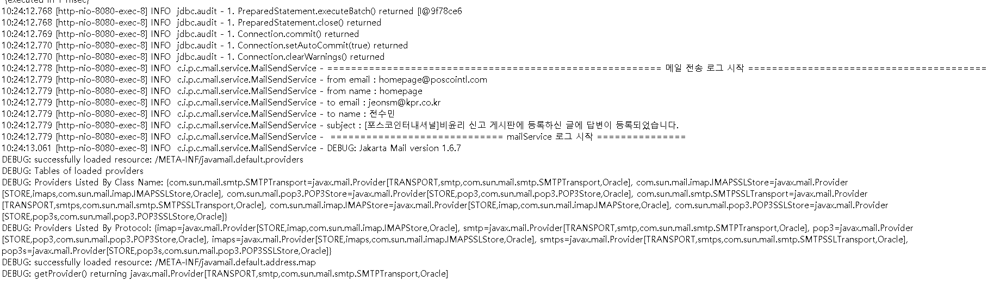 {executed in 1 msec}
10:24:12.768 [http-nio-8080-exec-8] INFO  jdbc.audit - 1. PreparedStatement.executeBatch() returned [I@9f78ce6
10:24:12.768 [http-nio-8080-exec-8] INFO  jdbc.audit - 1. PreparedStatement.close() returned
10:24:12.769 [http-nio-8080-exec-8] INFO  jdbc.audit - 1. Connection.commit() returned
10:24:12.770 [http-nio-8080-exec-8] INFO  jdbc.audit - 1. Connection.setAutoCommit(true) returned
10:24:12.770 [http-nio-8080-exec-8] INFO  jdbc.audit - 1. Connection.clearWarnings() returned
10:24:12.778 [http-nio-8080-exec-8] INFO  c.i.p.c.mail.service.MailSendService - ======================================================== 메일 전송 로그 시작 ========================================
10:24:12.779 [http-nio-8080-exec-8] INFO  c.i.p.c.mail.service.MailSendService - from email : homepage@poscointl.com
10:24:12.779 [http-nio-8080-exec-8] INFO  c.i.p.c.mail.service.MailSendService - from name : homepage
10:24:12.779 [http-nio-8080-exec-8] INFO  c.i.p.c.mail.service.MailSendService - to email : jeonsm@kpr.co.kr
10:24:12.779 [http-nio-8080-exec-8] INFO  c.i.p.c.mail.service.MailSendService - to name : 전수민
10:24:12.779 [http-nio-8080-exec-8] INFO  c.i.p.c.mail.service.MailSendService - subject : [포스코인터내셔널]비윤리 신고 게시판에 등록하신 글에 답변이 등록되었습니다.
10:24:12.779 [http-nio-8080-exec-8] INFO  c.i.p.c.mail.service.MailSendService -  ============================= mailService 로그 시작 ===============
10:24:13.061 [http-nio-8080-exec-8] INFO  c.i.p.c.mail.service.MailSendService - DEBUG: Jakarta Mail version 1.6.7
DEBUG: successfully loaded resource: /META-INF/javamail.default.providers
DEBUG: Tables of loaded providers
DEBUG: Providers Listed By Class Name: {com.sun.mail.smtp.SMTPTransport=javax.mail.Provider[TRANSPORT,smtp,com.sun.mail.smtp.SMTPTransport,Oracle], com.sun.mail.imap.IMAPSSLStore=javax.mail.Provider
[STORE,imaps,com.sun.mail.imap.IMAPSSLStore,Oracle], com.sun.mail.pop3.POP3Store=javax.mail.Provider[STORE,pop3,com.sun.mail.pop3.POP3Store,Oracle], com.sun.mail.smtp.SMTPSSLTransport=javax.mail.Provider
[TRANSPORT,smtps,com.sun.mail.smtp.SMTPSSLTransport,Oracle], com.sun.mail.imap.IMAPStore=javax.mail.Provider[STORE,imap,com.sun.mail.imap.IMAPStore,Oracle], com.sun.mail.pop3.POP3SSLStore=javax.mail.Provider
[STORE,pop3s,com.sun.mail.pop3.POP3SSLStore,Oracle]}
DEBUG: Providers Listed By Protocol: {imap=javax.mail.Provider[STORE,imap,com.sun.mail.imap.IMAPStore,Oracle], smtp=javax.mail.Provider[TRANSPORT,smtp,com.sun.mail.smtp.SMTPTransport,Oracle], pop3=javax.mail.Provider
[STORE,pop3,com.sun.mail.pop3.POP3Store,Oracle], imaps=javax.mail.Provider[STORE,imaps,com.sun.mail.imap.IMAPSSLStore,Oracle], smtps=javax.mail.Provider[TRANSPORT,smtps,com.sun.mail.smtp.SMTPSSLTransport,Oracle],
pop3s=javax.mail.Provider[STORE,pop3s,com.sun.mail.pop3.POP3SSLStore,Oracle]}
DEBUG: successfully loaded resource: /META-INF/javamail.default.address.map
DEBUG: getProvider() returning javax.mail.Provider[TRANSPORT,smtp,com.sun.mail.smtp.SMTPTransport,Oracle]